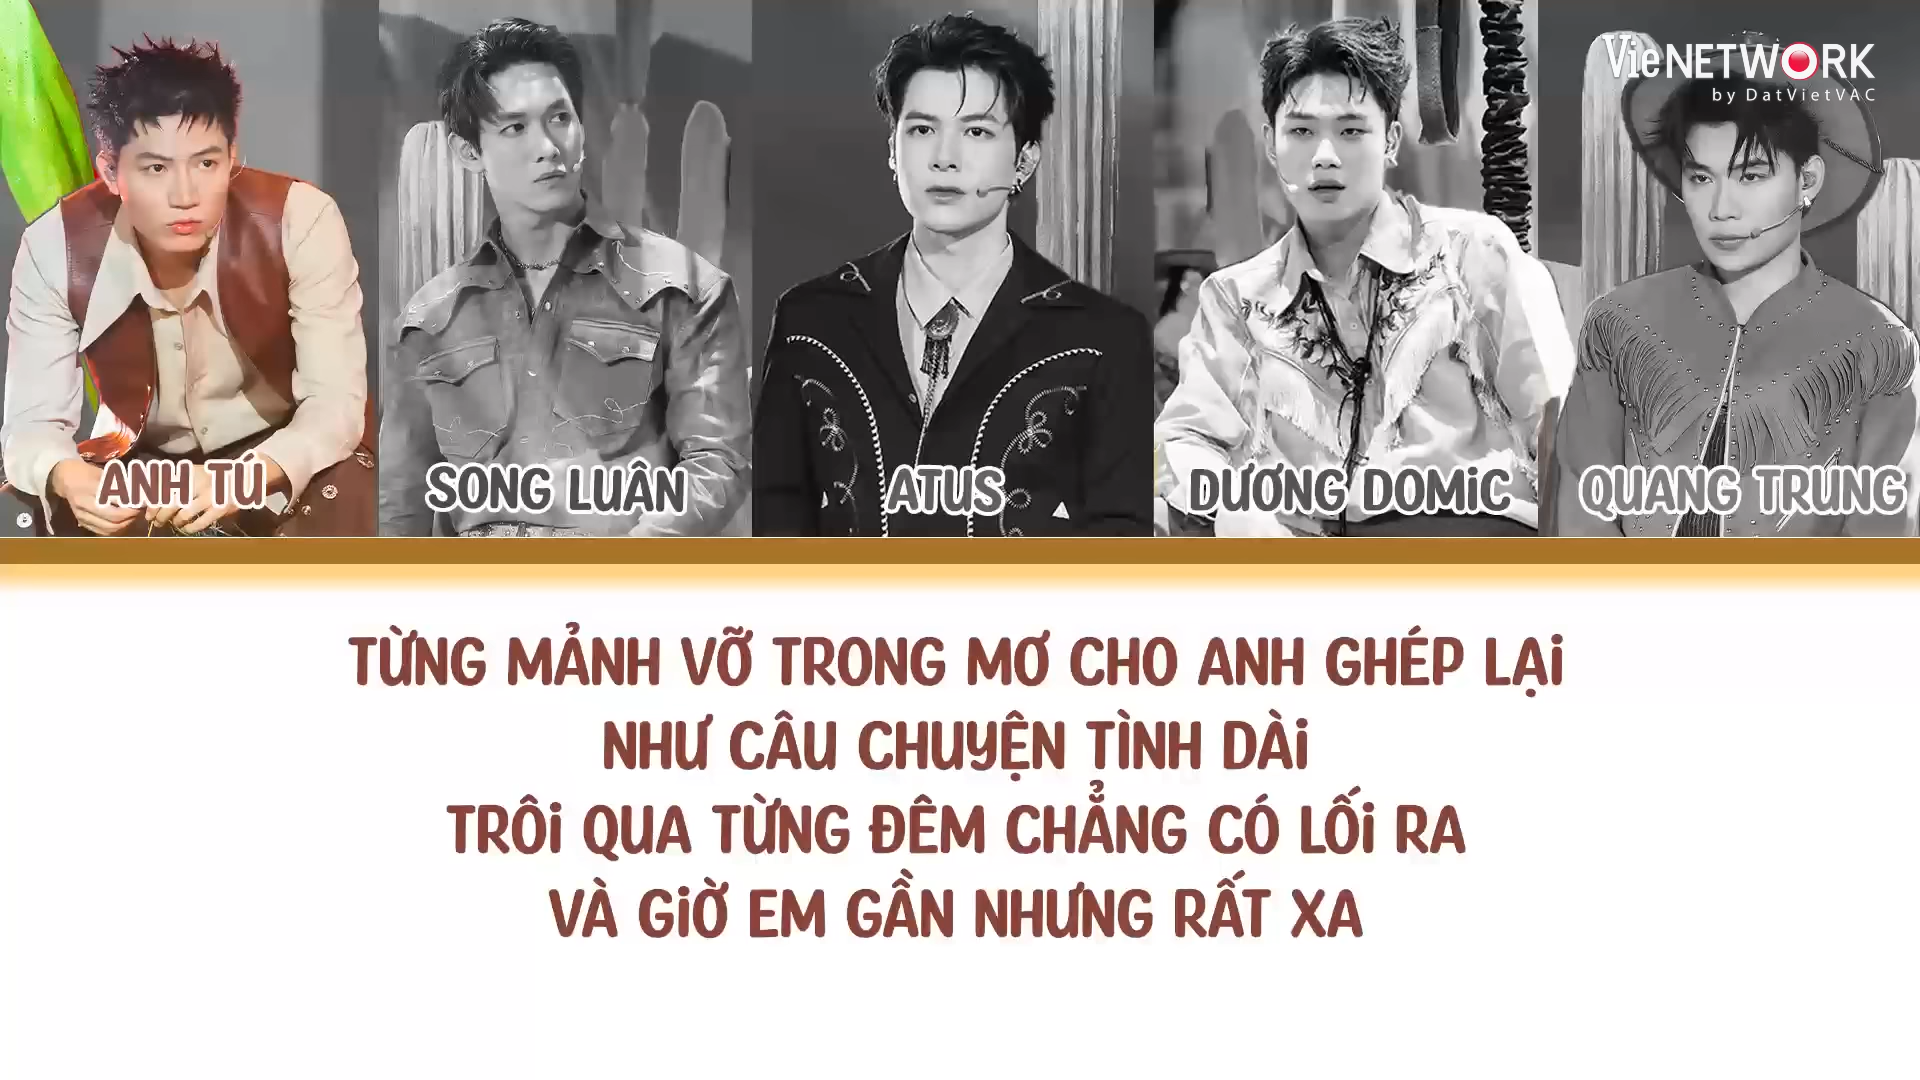 VieNETWORK
by DatVietVAC
ANH TÚ
SONG LUÂN
ATUS
DƯƠNG DOMiC
QUANG TRUNG
TỪNG MẢNH VỠ TRONG MƠ CHO ANH GHÉP LẠi
NHƯ CÂU CHUYỆN TÌNH DÀi
TRÔi QUA TỪNG ĐÊM CHẲNG CÓ LỐi RA
VÀ GiỜ EM GẦN NHƯNG RẤT XA